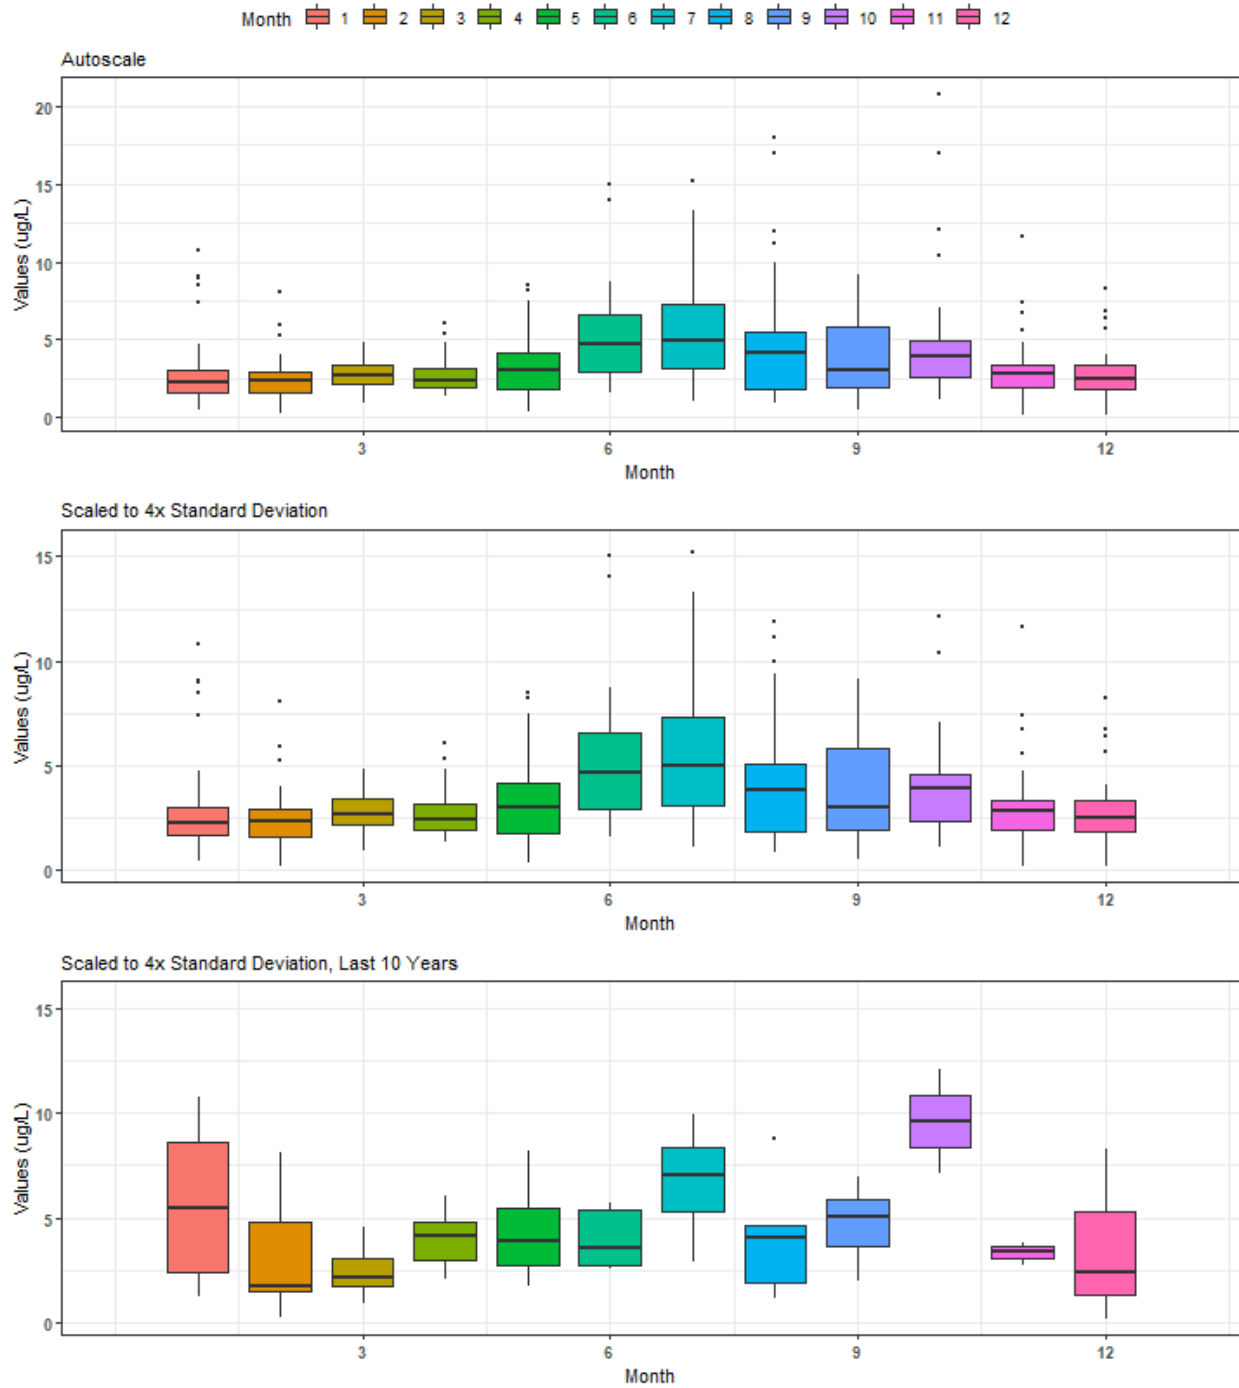 Month 1 2 3 4 5 6 7 8 9 10 11 12
Autoscale
20
15
10
5
0
Values (ug/L)
3 6 9 12
Month
Scaled to 4x Standard Deviation
15
10
5
0
Values (ug/L)
3 6 9 12
Month
Scaled to 4x Standard Deviation, Last 10 Years
15
10
5
0
Values (ug/L)
3 6 9 12
Month